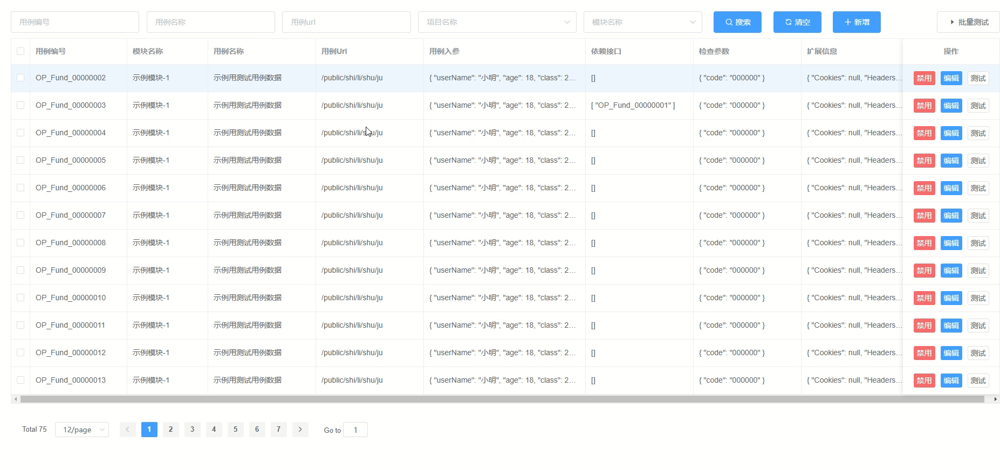 用例编号 用例名称 用例url 项目名称 模块名称 搜索 清空 新增 批量测试
用例编号 模块名称 用例名称 用例Url 用例入参 依赖接口 检查参数 扩展信息 操作
OP_Fund_00000002 示例模块-1 示例用测试用例数据 /public/shi/li/shu/ju { "userName": "小明", "age": 18, "class": 2... [] { "code": "000000" } { "Cookies": null, "Headers... 禁用 编辑 测试
OP_Fund_00000003 示例模块-1 示例用测试用例数据 /public/shi/li/shu/ju { "userName": "小明", "age": 18, "class": 2... [ "OP_Fund_00000001" ] { "code": "000000" } { "Cookies": null, "Headers... 禁用 编辑 测试
OP_Fund_00000004 示例模块-1 示例用测试用例数据 /public/shi/li/shu/ju { "userName": "小明", "age": 18, "class": 2... [] { "code": "000000" } { "Cookies": null, "Headers... 禁用 编辑 测试
OP_Fund_00000005 示例模块-1 示例用测试用例数据 /public/shi/li/shu/ju { "userName": "小明", "age": 18, "class": 2... [] { "code": "000000" } { "Cookies": null, "Headers... 禁用 编辑 测试
OP_Fund_00000006 示例模块-1 示例用测试用例数据 /public/shi/li/shu/ju { "userName": "小明", "age": 18, "class": 2... [] { "code": "000000" } { "Cookies": null, "Headers... 禁用 编辑 测试
OP_Fund_00000007 示例模块-1 示例用测试用例数据 /public/shi/li/shu/ju { "userName": "小明", "age": 18, "class": 2... [] { "code": "000000" } { "Cookies": null, "Headers... 禁用 编辑 测试
OP_Fund_00000008 示例模块-1 示例用测试用例数据 /public/shi/li/shu/ju { "userName": "小明", "age": 18, "class": 2... [] { "code": "000000" } { "Cookies": null, "Headers... 禁用 编辑 测试
OP_Fund_00000009 示例模块-1 示例用测试用例数据 /public/shi/li/shu/ju { "userName": "小明", "age": 18, "class": 2... [] { "code": "000000" } { "Cookies": null, "Headers... 禁用 编辑 测试
OP_Fund_00000010 示例模块-1 示例用测试用例数据 /public/shi/li/shu/ju { "userName": "小明", "age": 18, "class": 2... [] { "code": "000000" } { "Cookies": null, "Headers... 禁用 编辑 测试
OP_Fund_00000011 示例模块-1 示例用测试用例数据 /public/shi/li/shu/ju { "userName": "小明", "age": 18, "class": 2... [] { "code": "000000" } { "Cookies": null, "Headers... 禁用 编辑 测试
OP_Fund_00000012 示例模块-1 示例用测试用例数据 /public/shi/li/shu/ju { "userName": "小明", "age": 18, "class": 2... [] { "code": "000000" } { "Cookies": null, "Headers... 禁用 编辑 测试
OP_Fund_00000013 示例模块-1 示例用测试用例数据 /public/shi/li/shu/ju { "userName": "小明", "age": 18, "class": 2... [] { "code": "000000" } { "Cookies": null, "Headers... 禁用 编辑 测试
Total 75 12/page 1 2 3 4 5 6 7 Go to 1